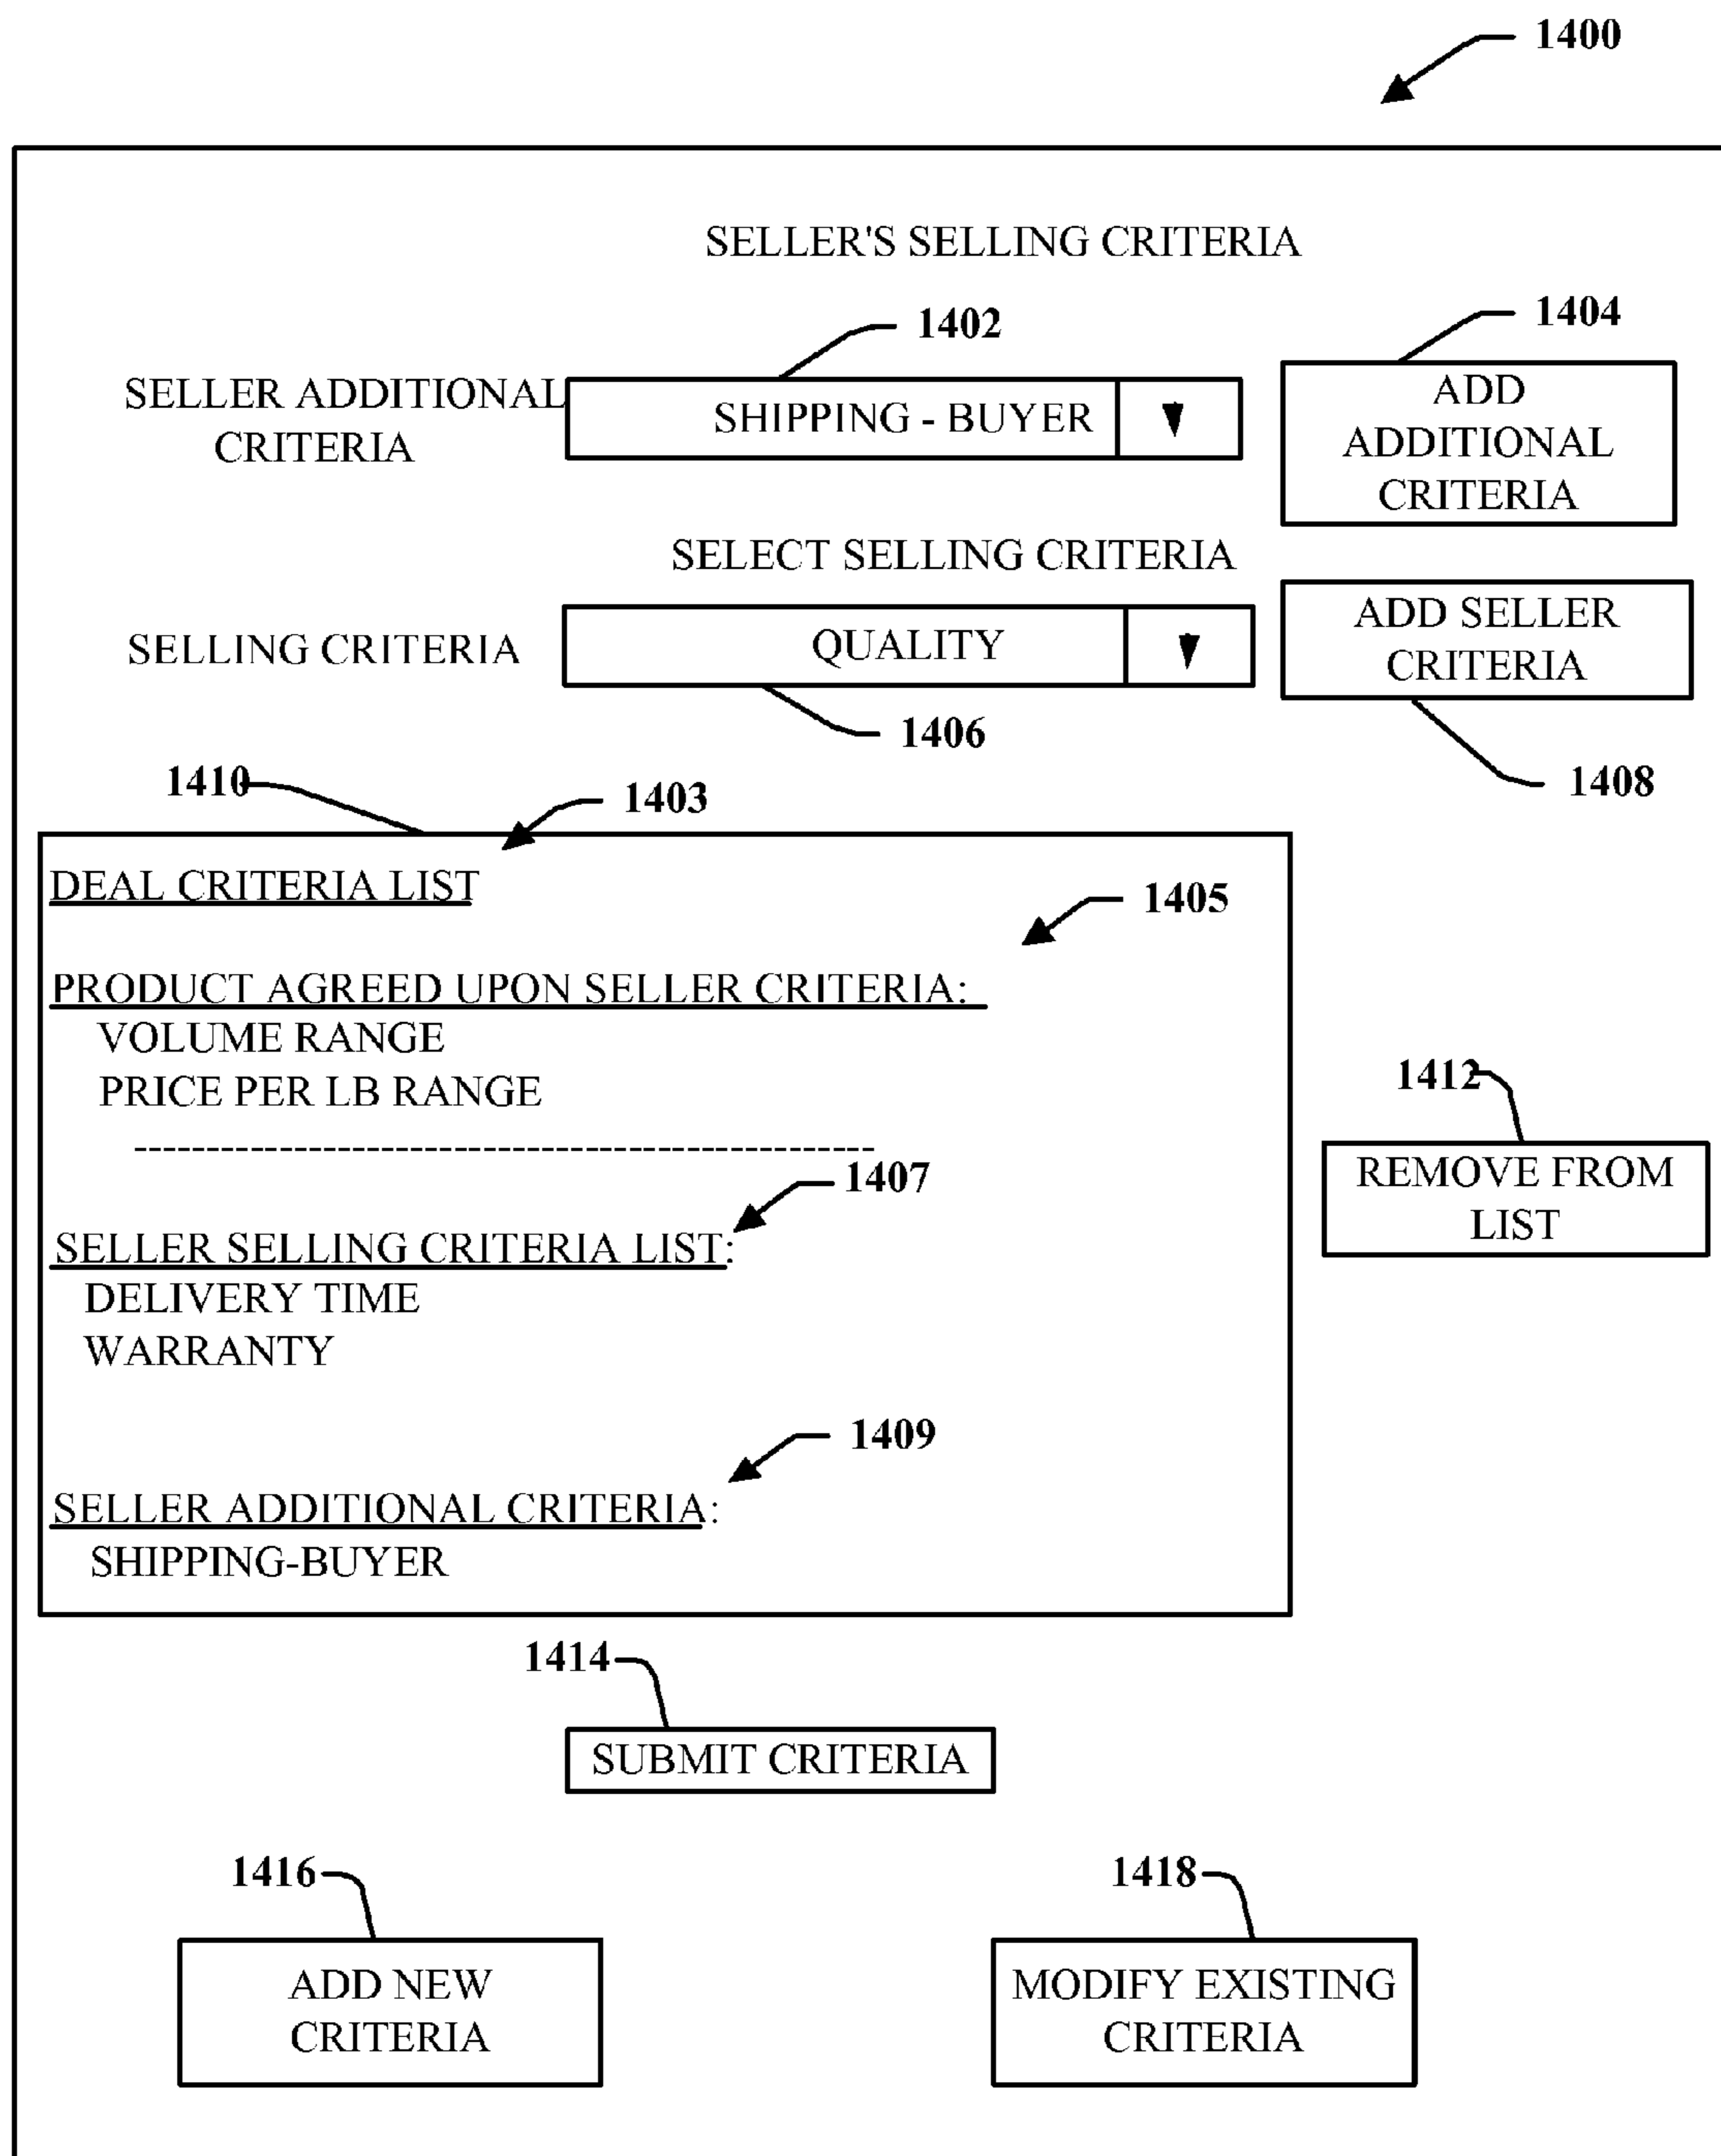 1400
SELLER'S SELLING CRITERIA
1402
1404
SELLER ADDITIONAL
CRITERIA
SHIPPING - BUYER
ADD
ADDITIONAL
CRITERIA
SELECT SELLING CRITERIA
SELLING CRITERIA
QUALITY
ADD SELLER
CRITERIA
1406
1408
1410
1403
DEAL CRITERIA LIST
1405
PRODUCT AGREED UPON SELLER CRITERIA:
VOLUME RANGE
PRICE PER LB RANGE
---------------------------------------------------
1412
REMOVE FROM
LIST
1407
SELLER SELLING CRITERIA LIST:
DELIVERY TIME
WARRANTY
1409
SELLER ADDITIONAL CRITERIA:
SHIPPING-BUYER
1414
SUBMIT CRITERIA
1416
1418
ADD NEW
CRITERIA
MODIFY EXISTING
CRITERIA